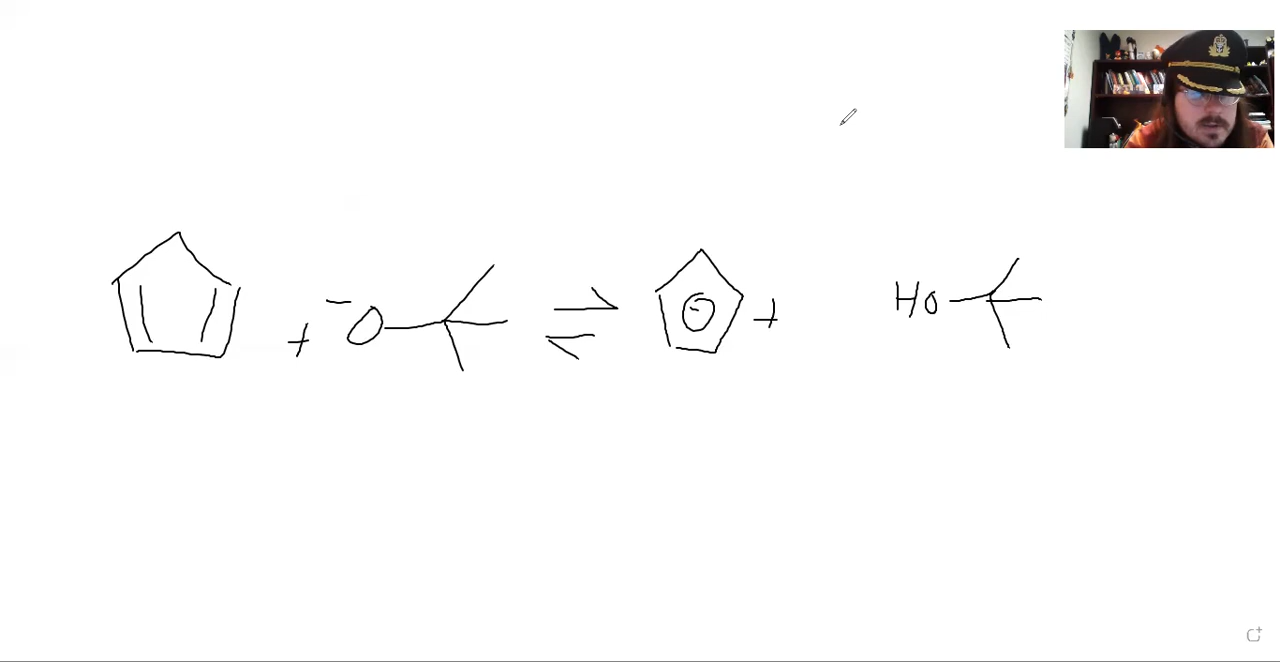 + ⁻O ⇌ ⊖ + HO